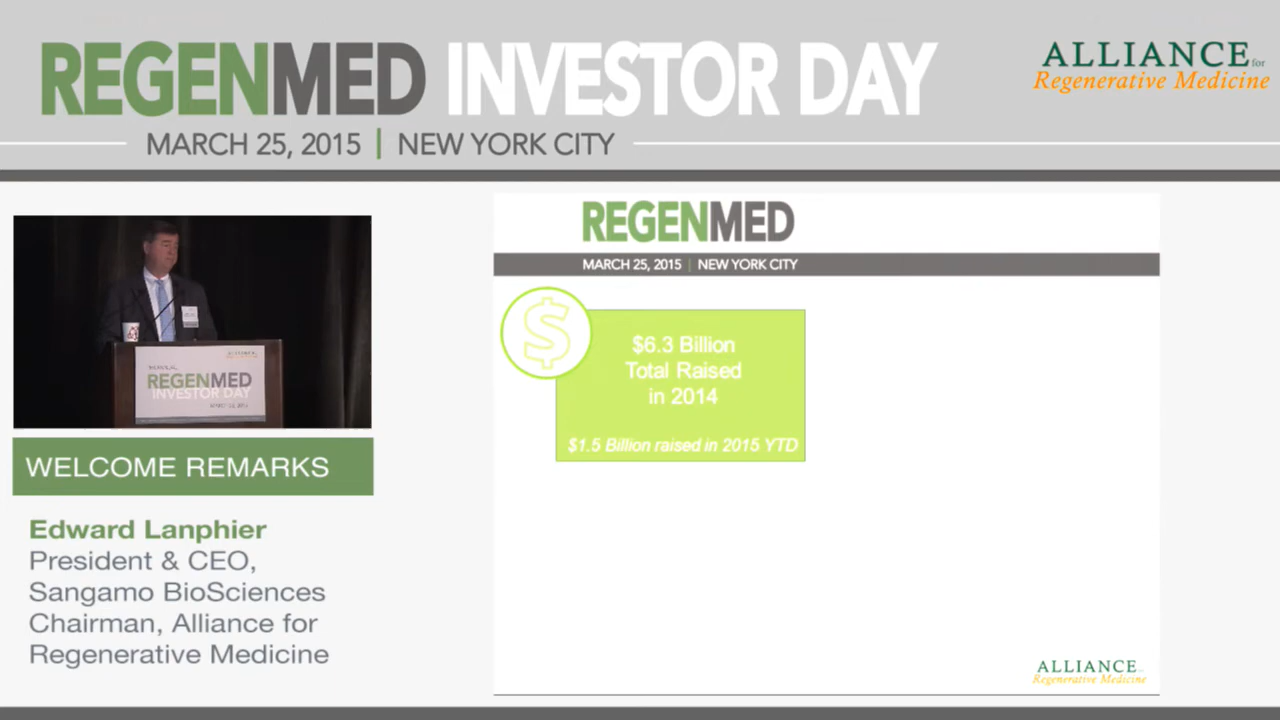 REGENMED INVESTOR DAY
MARCH 25, 2015 | NEW YORK CITY
ALLIANCE for
Regenerative Medicine
REGENMED
INVESTOR DAY
WELCOME REMARKS
Edward Lanphier
President & CEO,
Sangamo BioSciences
Chairman, Alliance for
Regenerative Medicine
REGENMED
MARCH 25, 2015 | NEW YORK CITY
$
$6.3 Billion
Total Raised
in 2014
$1.5 Billion raised in 2015 YTD
ALLIANCE
Regenerative Medicine